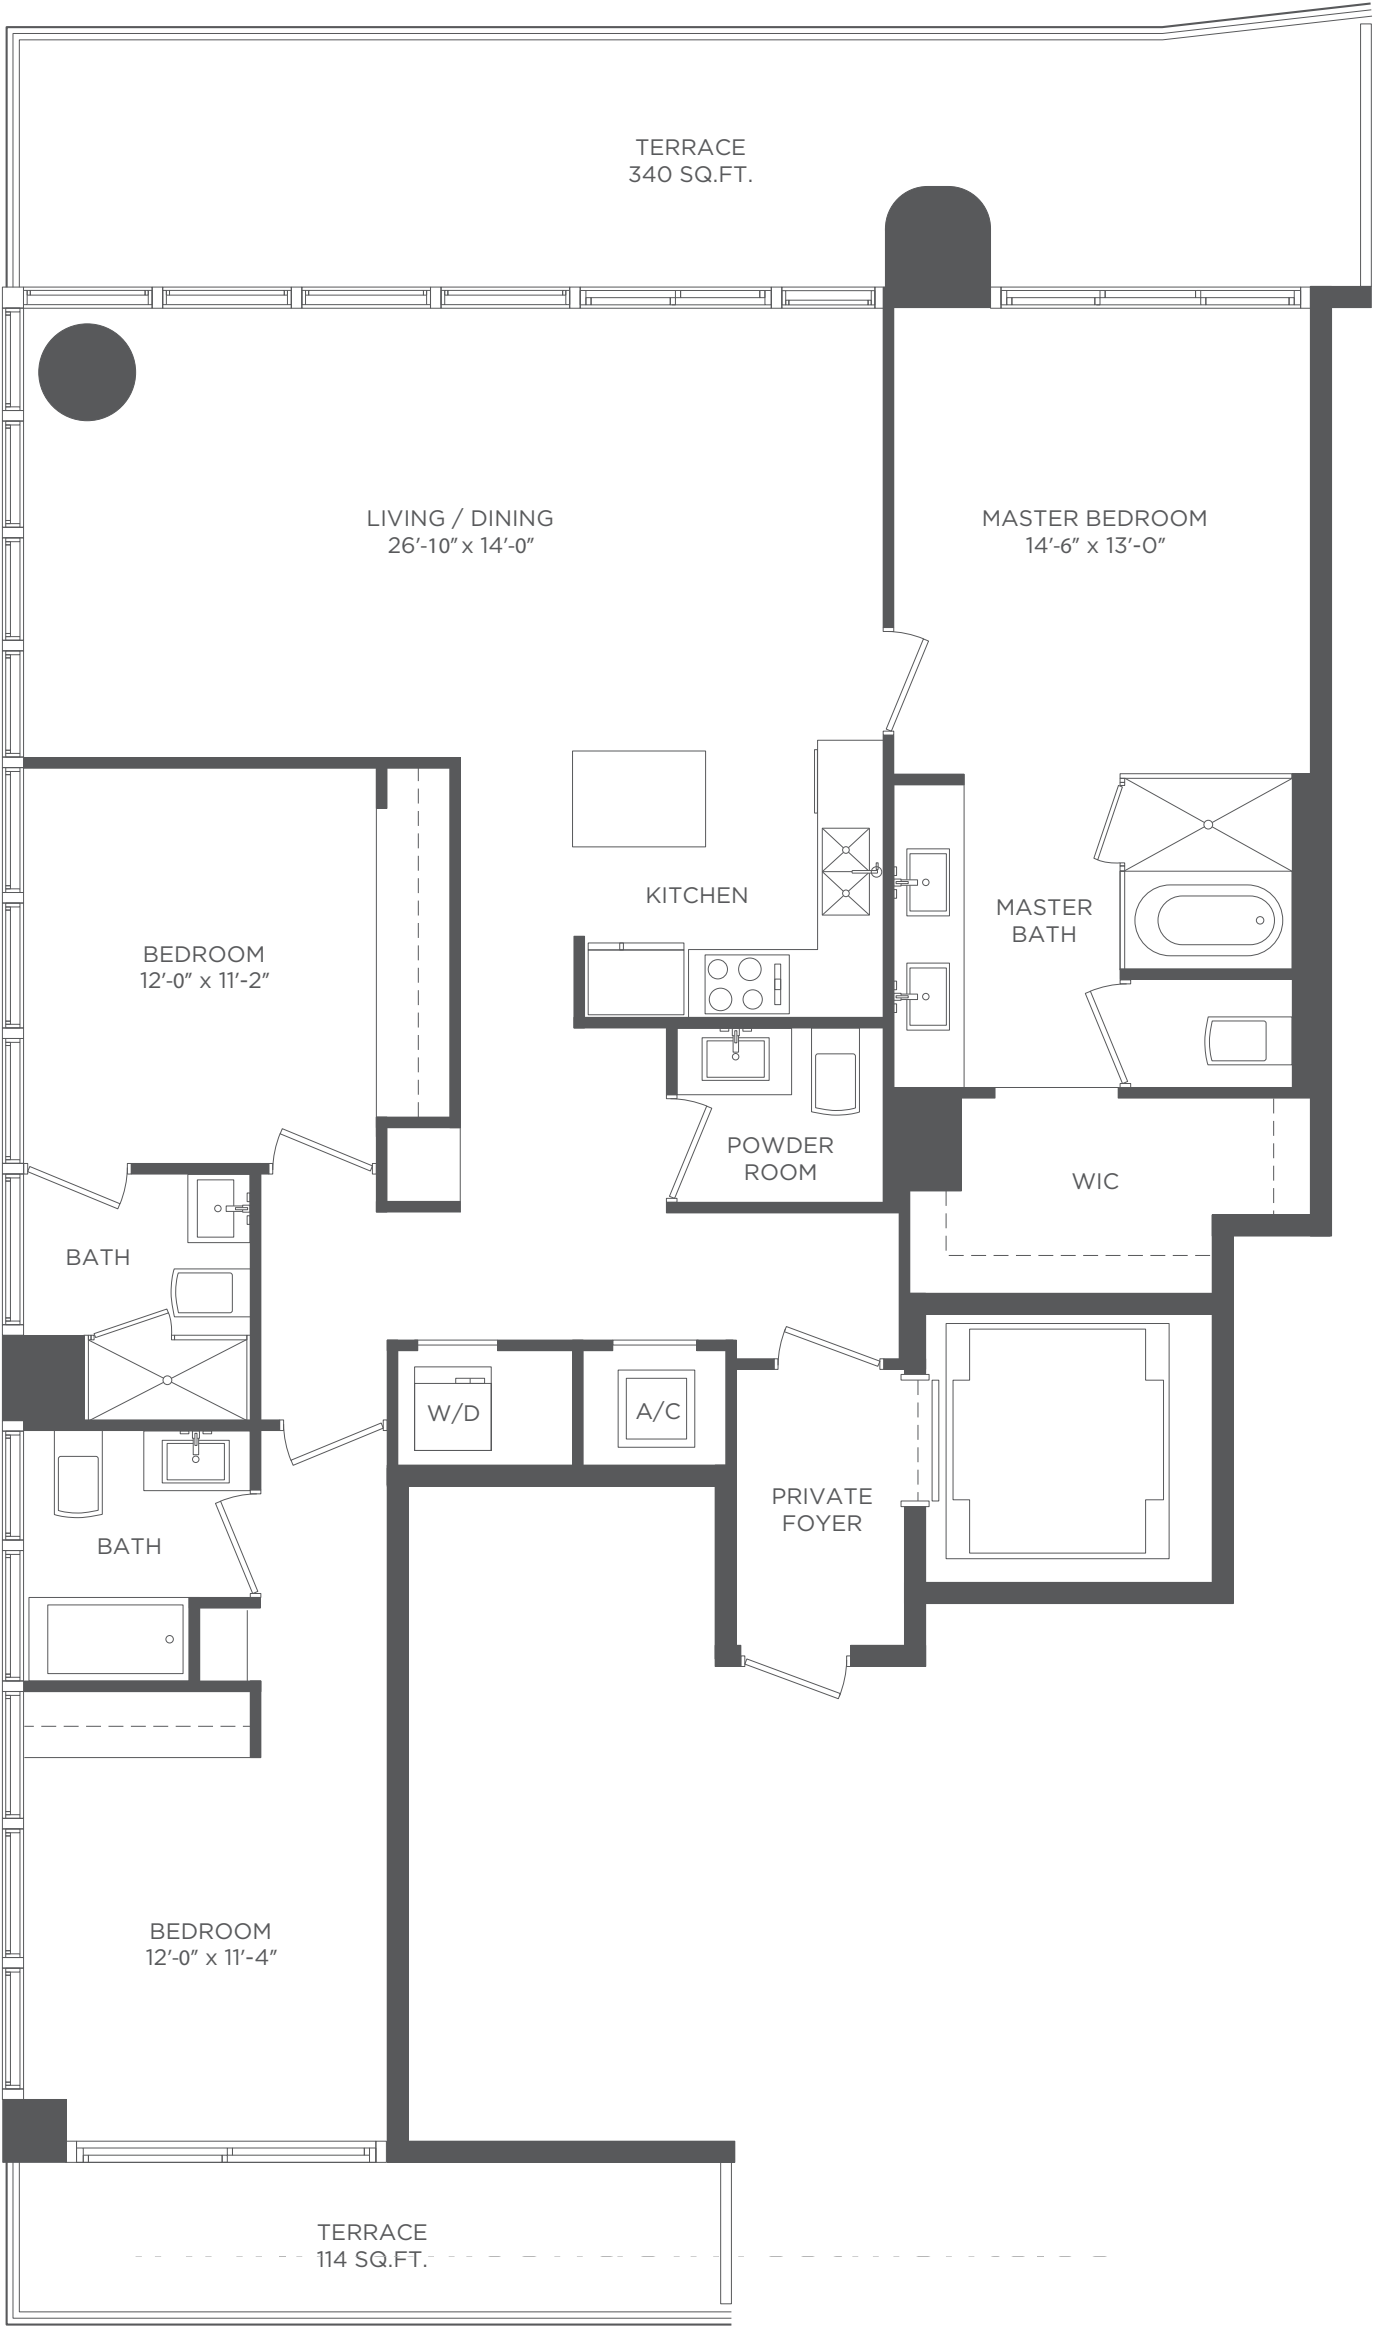 TERRACE
340 SQ.FT.
LIVING / DINING
26'-10" x 14'-0"
MASTER BEDROOM
14'-6" x 13'-0"
KITCHEN
MASTER
BATH
BEDROOM
12'-0" x 11'-2"
POWDER
ROOM
WIC
BATH
W/D
A/C
PRIVATE
FOYER
BATH
BEDROOM
12'-0" x 11'-4"
TERRACE
114 SQ.FT.